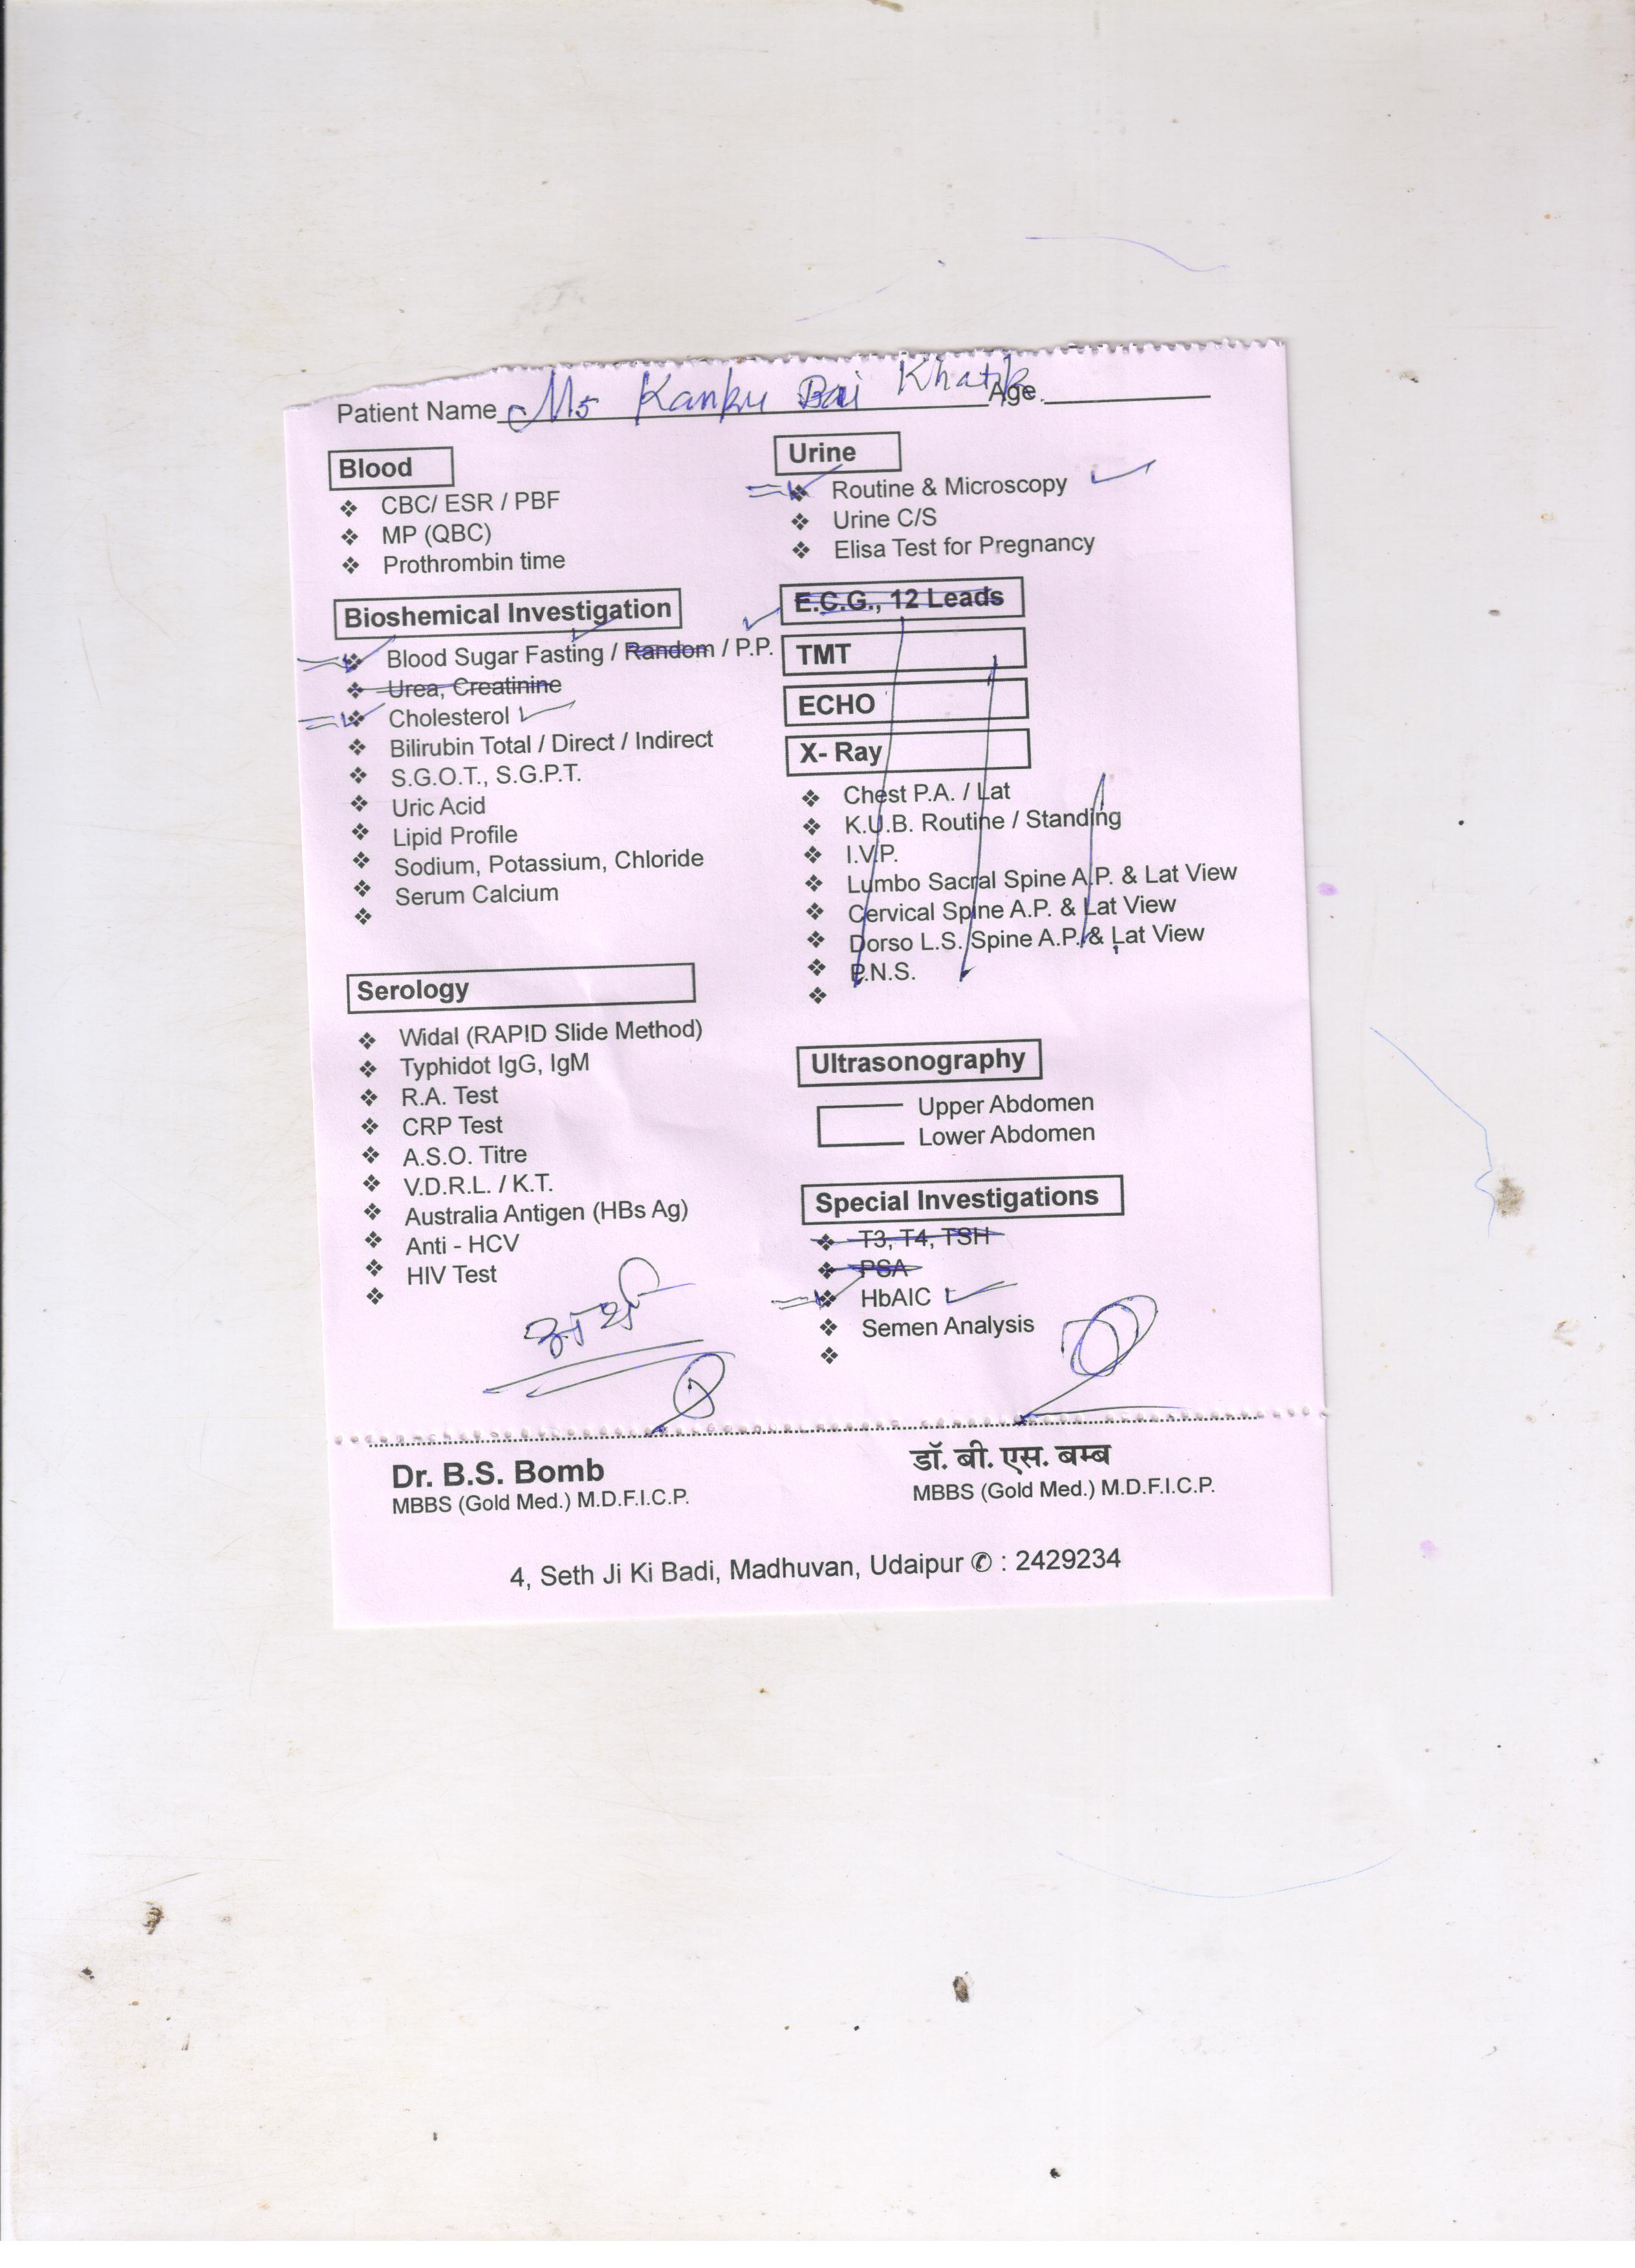 Patient Name Ms Kanku Bai Khatik Age.
Blood
CBC/ ESR / PBF
MP (QBC)
Prothrombin time
Bioshemical Investigation
Blood Sugar Fasting / Random / P.P.
Urea, Creatinine
Cholesterol
Bilirubin Total / Direct / Indirect
S.G.O.T., S.G.P.T.
Uric Acid
Lipid Profile
Sodium, Potassium, Chloride
Serum Calcium
Serology
Widal (RAPID Slide Method)
Typhidot IgG, IgM
R.A. Test
CRP Test
A.S.O. Titre
V.D.R.L. / K.T.
Australia Antigen (HBs Ag)
Anti - HCV
HIV Test
Urine
Routine & Microscopy
Urine C/S
Elisa Test for Pregnancy
E.C.G., 12 Leads
TMT
ECHO
X- Ray
Chest P.A. / Lat
K.U.B. Routine / Standing
I.V.P.
Lumbo Sacral Spine A.P. & Lat View
Cervical Spine A.P. & Lat View
Dorso L.S. Spine A.P. & Lat View
P.N.S.
Ultrasonography
Upper Abdomen
Lower Abdomen
Special Investigations
T3, T4, TSH
PSA
HbAIC
Semen Analysis
Dr. B.S. Bomb
MBBS (Gold Med.) M.D.F.I.C.P.
डॉ. बी. एस. बम्ब
MBBS (Gold Med.) M.D.F.I.C.P.
4, Seth Ji Ki Badi, Madhuvan, Udaipur ✆ : 2429234